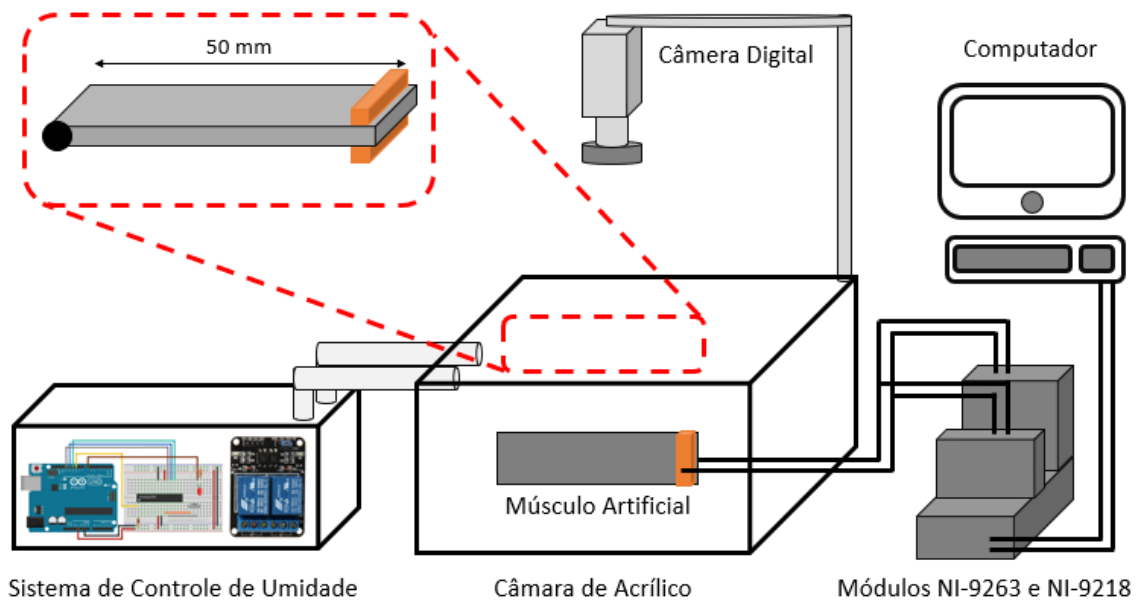 50 mm
Câmera Digital
Computador
Músculo Artificial
Sistema de Controle de Umidade
Câmara de Acrílico
Módulos NI-9263 e NI-9218